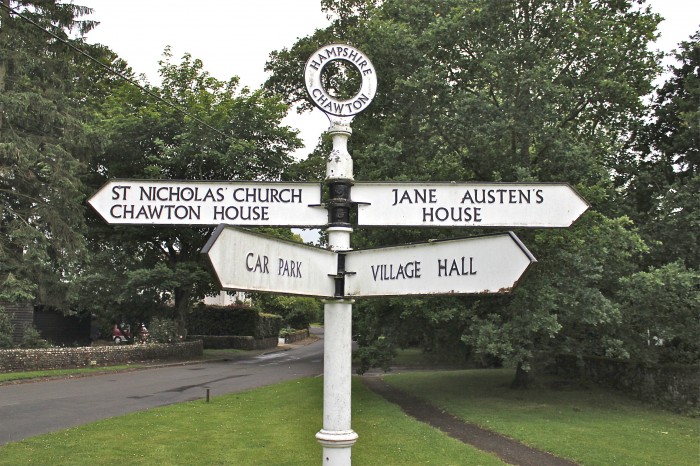 HAMPSHIRE
CHAWTON
ST NICHOLAS' CHURCH
CHAWTON HOUSE
JANE AUSTEN'S
HOUSE
CAR PARK
VILLAGE HALL